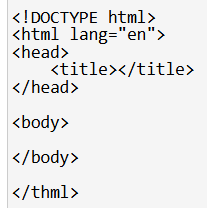 <!DOCTYPE html>
<html lang="en">
<head>
    <title></title>
</head>

<body>

</body>

</thml>